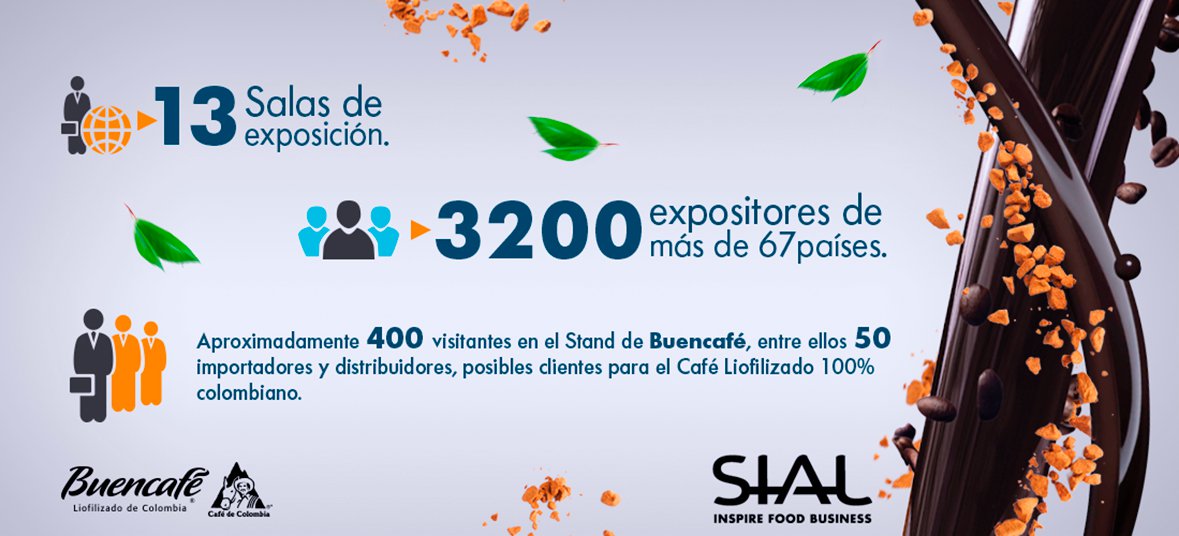 13 Salas de
exposición.
3200 expositores de
más de 67países.
Aproximadamente 400 visitantes en el Stand de Buencafé, entre ellos 50
importadores y distribuidores, posibles clientes para el Café Liofilizado 100%
colombiano.
Buencafé®
Liofilizado de Colombia
Café de Colombia
SIAL
INSPIRE FOOD BUSINESS